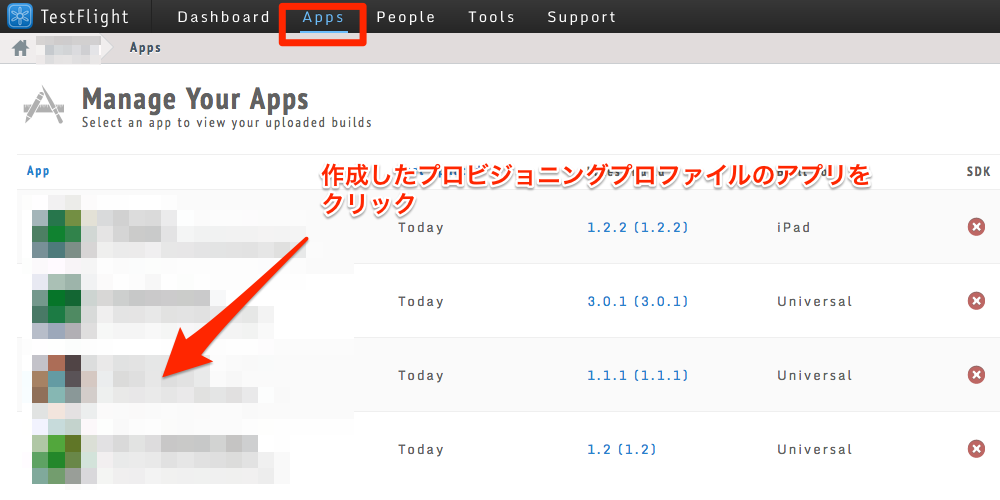 TestFlight Dashboard Apps People Tools Support
Apps
Manage Your Apps
Select an app to view your uploaded builds
App SDK
作成したプロビジョニングプロファイルのアプリを
クリック
Today 1.2.2 (1.2.2) iPad
Today 3.0.1 (3.0.1) Universal
Today 1.1.1 (1.1.1) Universal
Today 1.2 (1.2) Universal